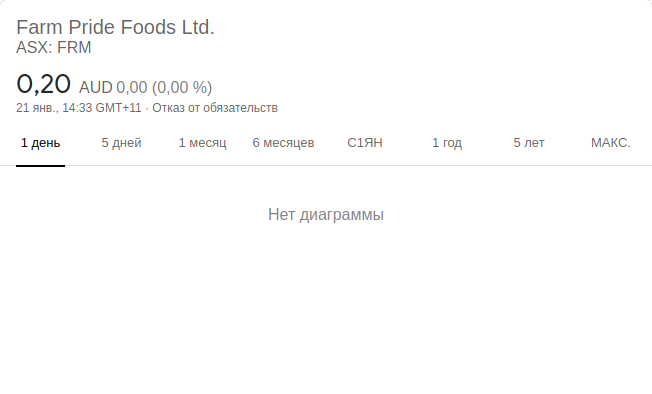 Farm Pride Foods Ltd.
ASX: FRM
0,20 AUD 0,00 (0,00 %)
21 янв., 14:33 GMT+11 · Отказ от обязательств
1 день 5 дней 1 месяц 6 месяцев С1ЯН 1 год 5 лет МАКС.
Нет диаграммы